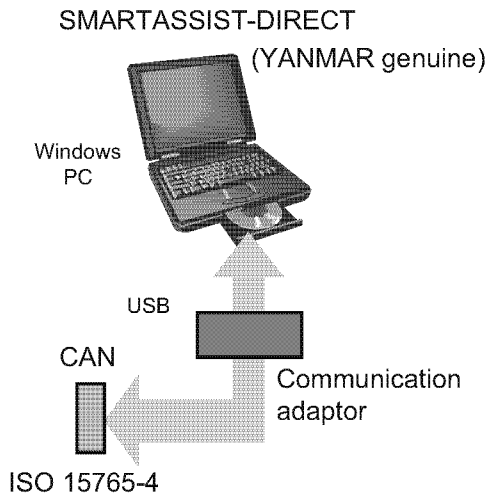 SMARTASSIST-DIRECT
(YANMAR genuine)
Windows
PC
USB
CAN
Communication
adaptor
ISO 15765-4